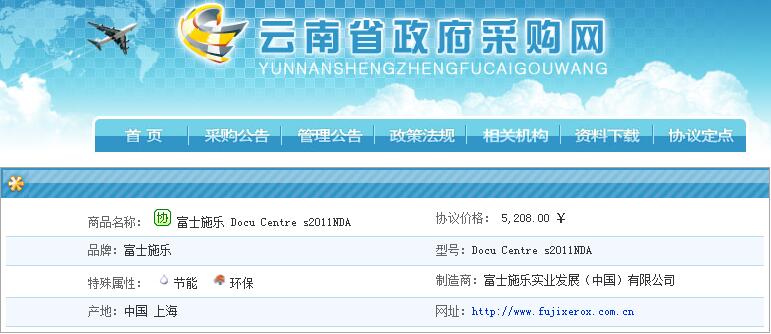 云南省政府采购网
YUNNANSHENGZHENGFUCAIGOUWANG
首 页 采购公告 管理公告 政策法规 相关机构 资料下载 协议定点
商品名称： 协 富士施乐 Docu Centre s2011NDA 协议价格： 5,208.00 ￥
品牌：富士施乐 型号：Docu Centre s2011NDA
特殊属性： 节能 环保 制造商：富士施乐实业发展（中国）有限公司
产地：中国 上海 网址：http://www.fujixerox.com.cn